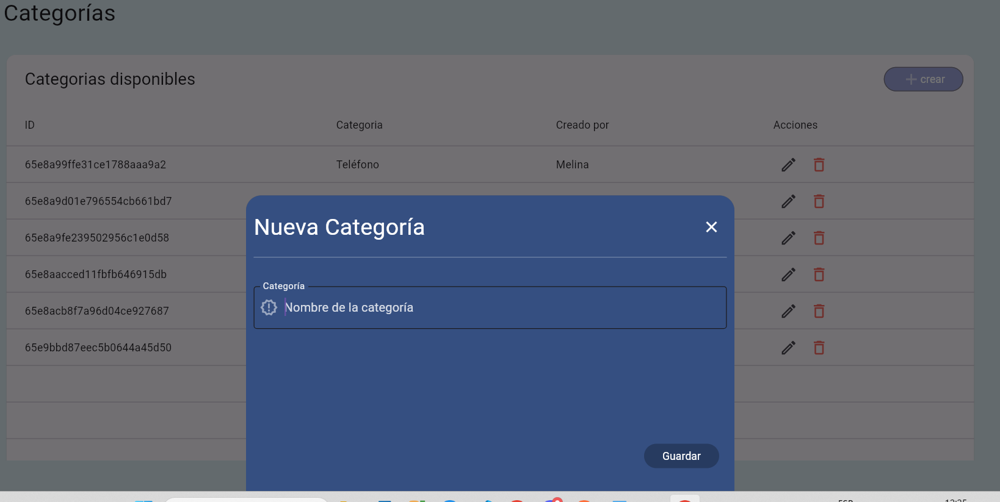 Categorías
Categorias disponibles
crear
ID Categoria Creado por Acciones
65e8a99ffe31ce1788aaa9a2 Teléfono Melina
65e8a9d01e796554cb661bd7
65e8a9fe239502956c1e0d58
65e8aacced11fbfb646915db
65e8acb8f7a96d04ce927687
65e9bbd87eec5b0644a45d50
Nueva Categoría
Categoría
Nombre de la categoría
Guardar